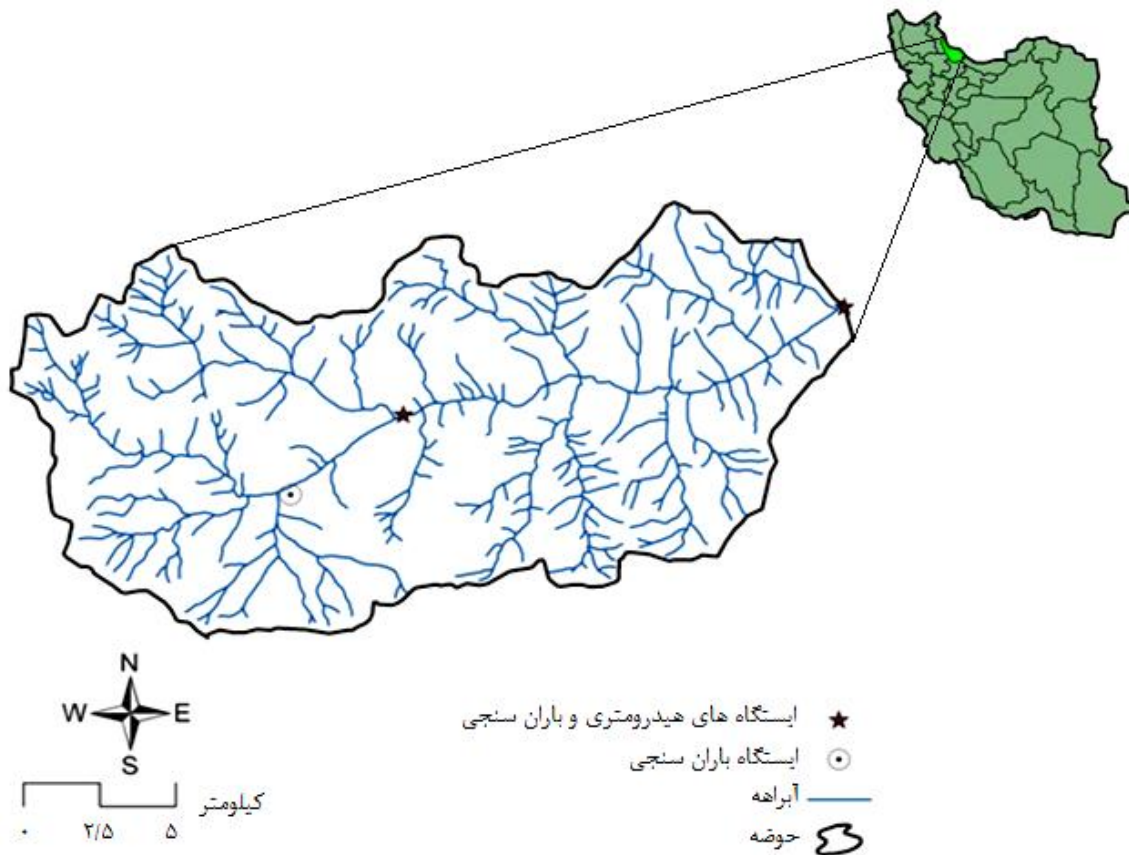 N
W E
S
۰ ۲/۵ ۵ کیلومتر
ایستگاه های هیدرومتری و باران سنجی
ایستگاه باران سنجی
آبراهه
حوضه